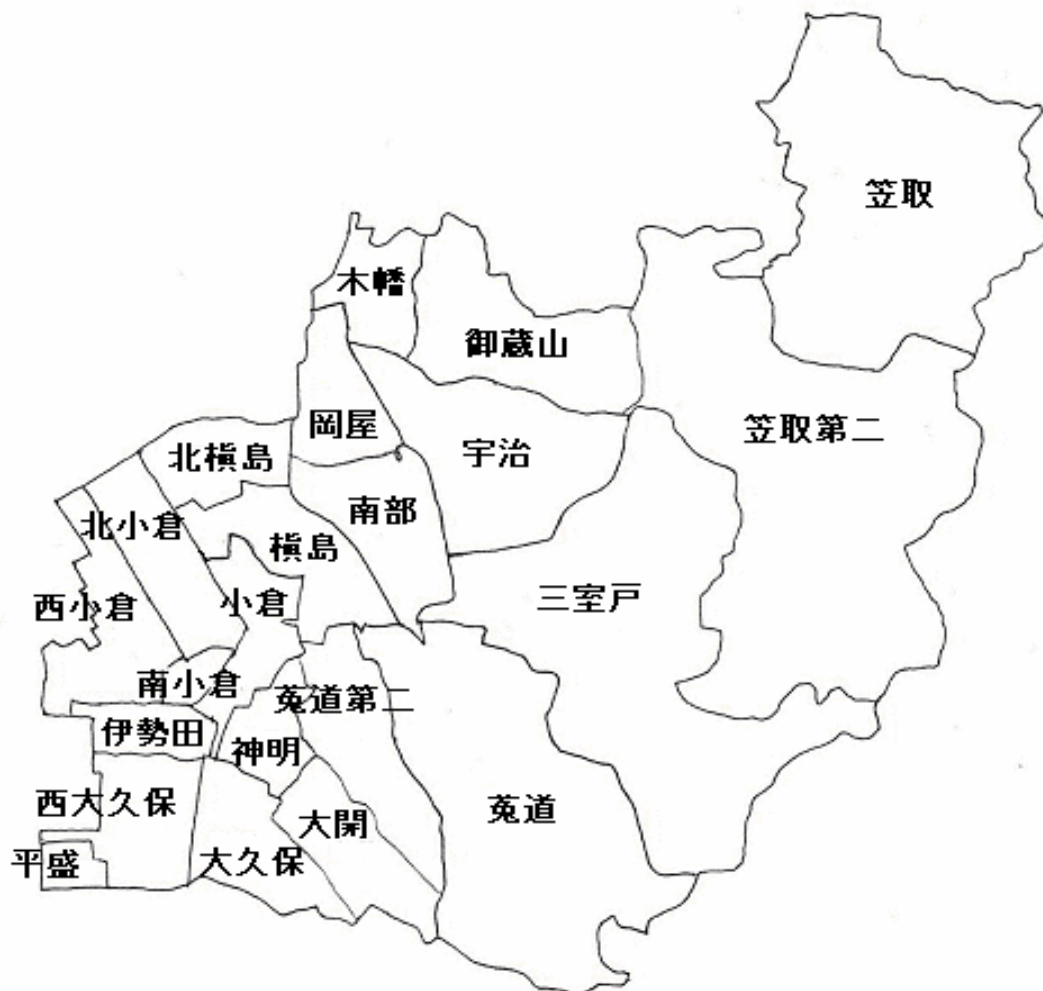 笠取
木幡
御蔵山
岡屋
笠取第二
北槇島
宇治
南部
北小倉
槇島
西小倉
小倉
三室戸
南小倉
菟道第二
伊勢田
神明
西大久保
菟道
大開
平盛
大久保